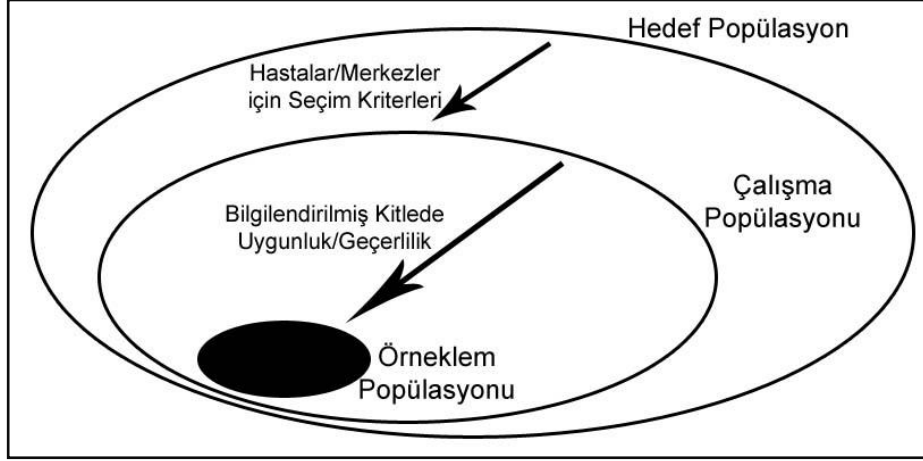 Hedef Popülasyon
Hastalar/Merkezler
için Seçim Kriterleri
Çalışma
Popülasyonu
Bilgilendirilmiş Kitlede
Uygunluk/Geçerlilik
Örneklem
Popülasyonu